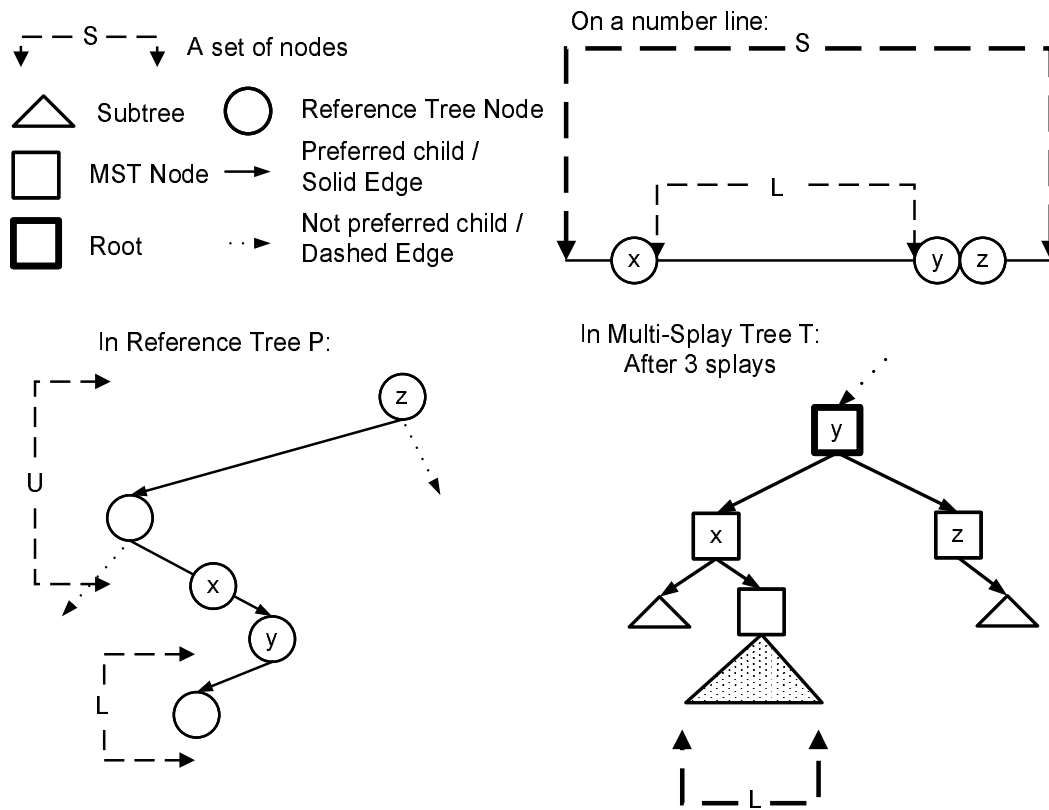 S
A set of nodes
Subtree
Reference Tree Node
MST Node
Preferred child /
Solid Edge
Root
Not preferred child /
Dashed Edge
On a number line:
S
L
x
y
z
In Reference Tree P:
z
U
x
y
L
In Multi-Splay Tree T:
After 3 splays
y
x
z
L